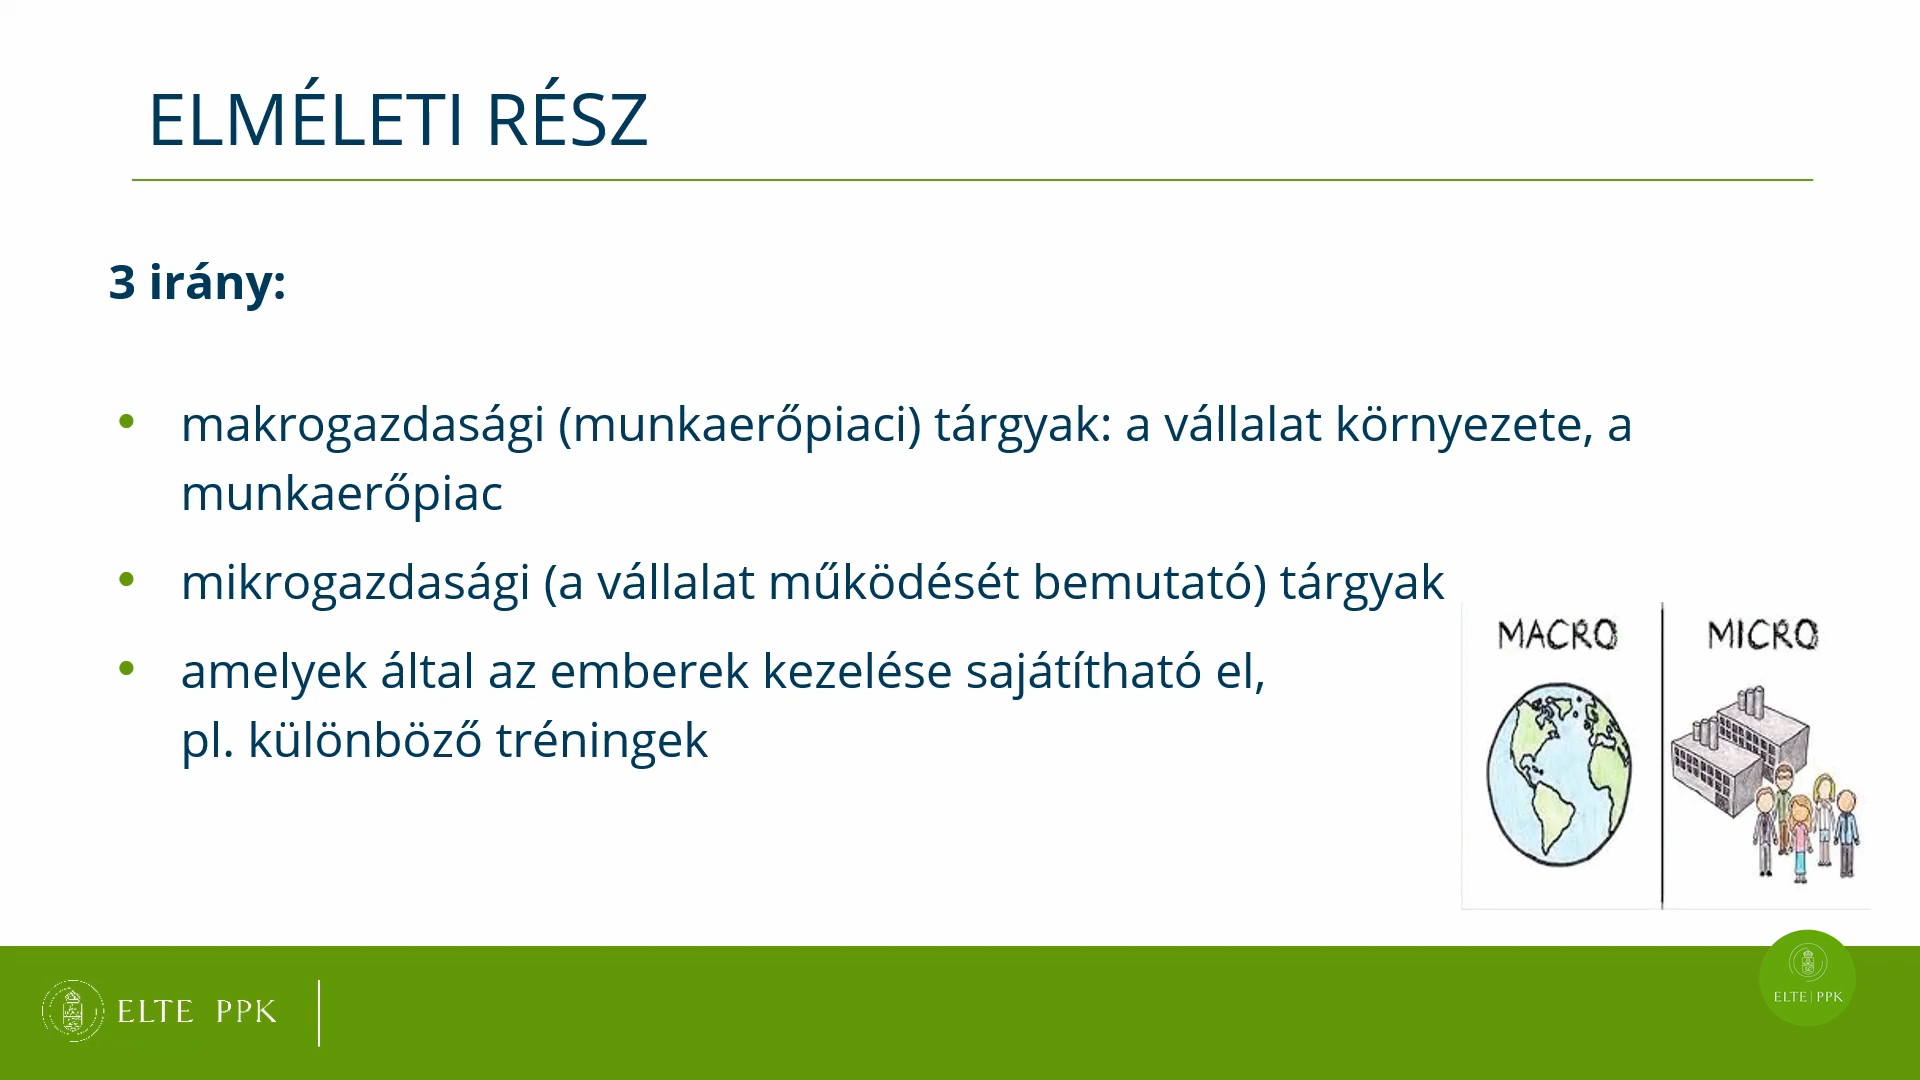 ELMÉLETI RÉSZ
3 irány:
• makrogazdasági (munkaerőpiaci) tárgyak: a vállalat környezete, a
munkaerőpiac
• mikrogazdasági (a vállalat működését bemutató) tárgyak
• amelyek által az emberek kezelése sajátítható el,
pl. különböző tréningek
MACRO
MICRO
ELTE PPK
ELTE | PPK